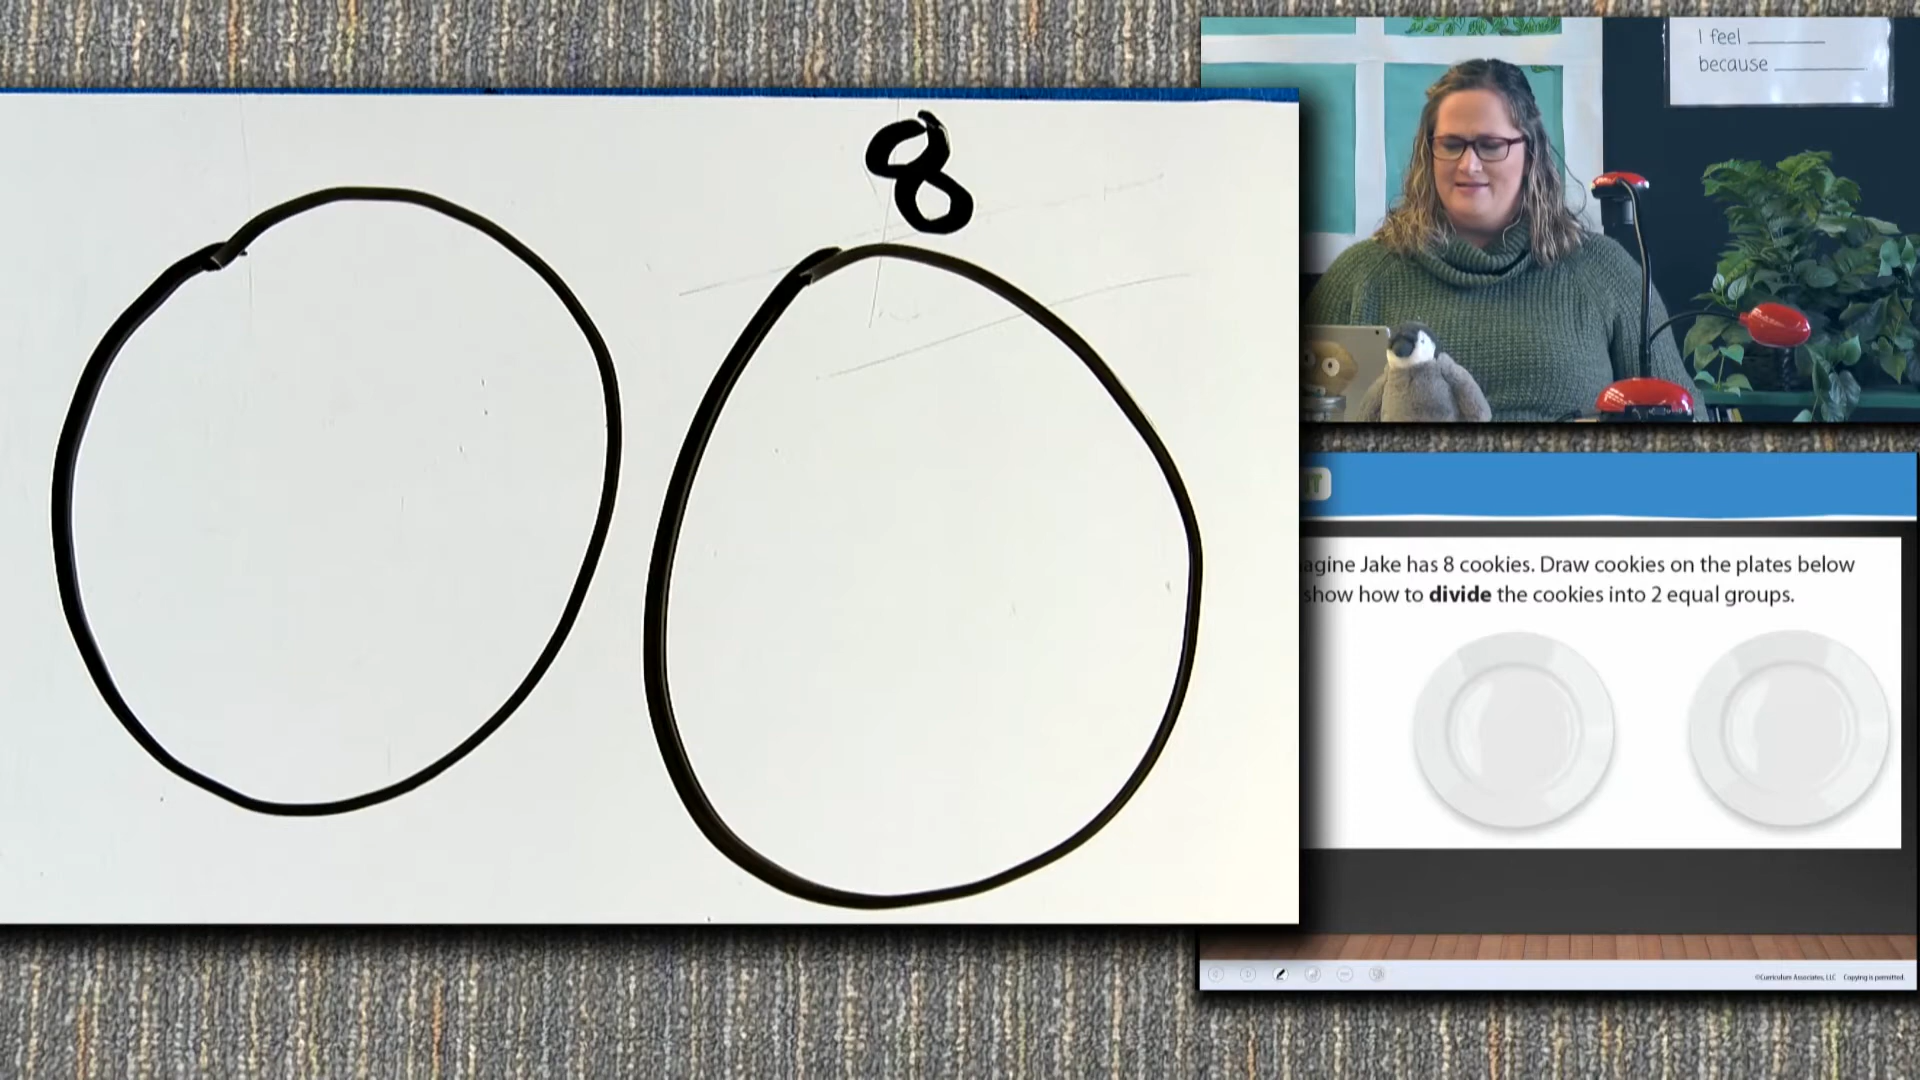 8
I feel
because
agine Jake has 8 cookies. Draw cookies on the plates below
show how to divide the cookies into 2 equal groups.
©Curriculum Associates, LLC Copying is permitted.